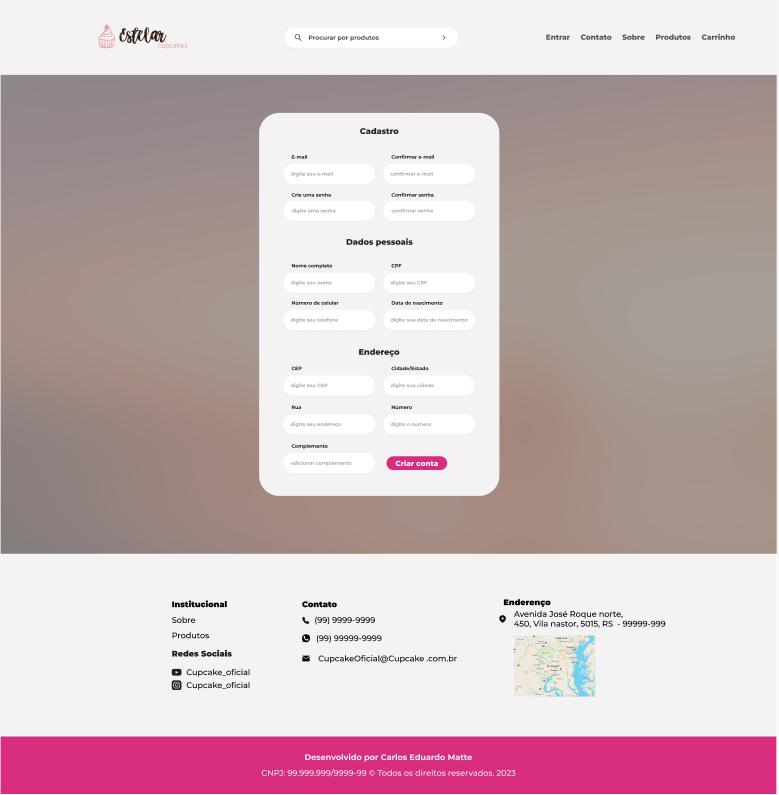 Estelar
cupcakes
Procurar por produtos
Entrar Contato Sobre Produtos Carrinho
Cadastro
E-mail Confirmar e-mail
digite seu e-mail confirmar e-mail
Crie uma senha Confirmar senha
digite uma senha confirmar senha
Dados pessoais
Nome completo CPF
digite seu nome digite seu CPF
Número de celular Data de nascimento
digite seu telefone digite sua data de nascimento
Endereço
CEP Cidade/Estado
digite seu CEP digite sua cidade
Rua Número
digite seu endereço digite o número
Complemento
adicionar complemento Criar conta
Institucional
Sobre
Produtos
Redes Sociais
Cupcake_oficial
Cupcake_oficial
Contato
(99) 9999-9999
(99) 99999-9999
CupcakeOficial@Cupcake .com.br
Enderenço
Avenida José Roque norte,
450, Vila nastor, 5015, RS - 99999-999
Desenvolvido por Carlos Eduardo Matte
CNPJ: 99.999.999/9999-99 © Todos os direitos reservados. 2023